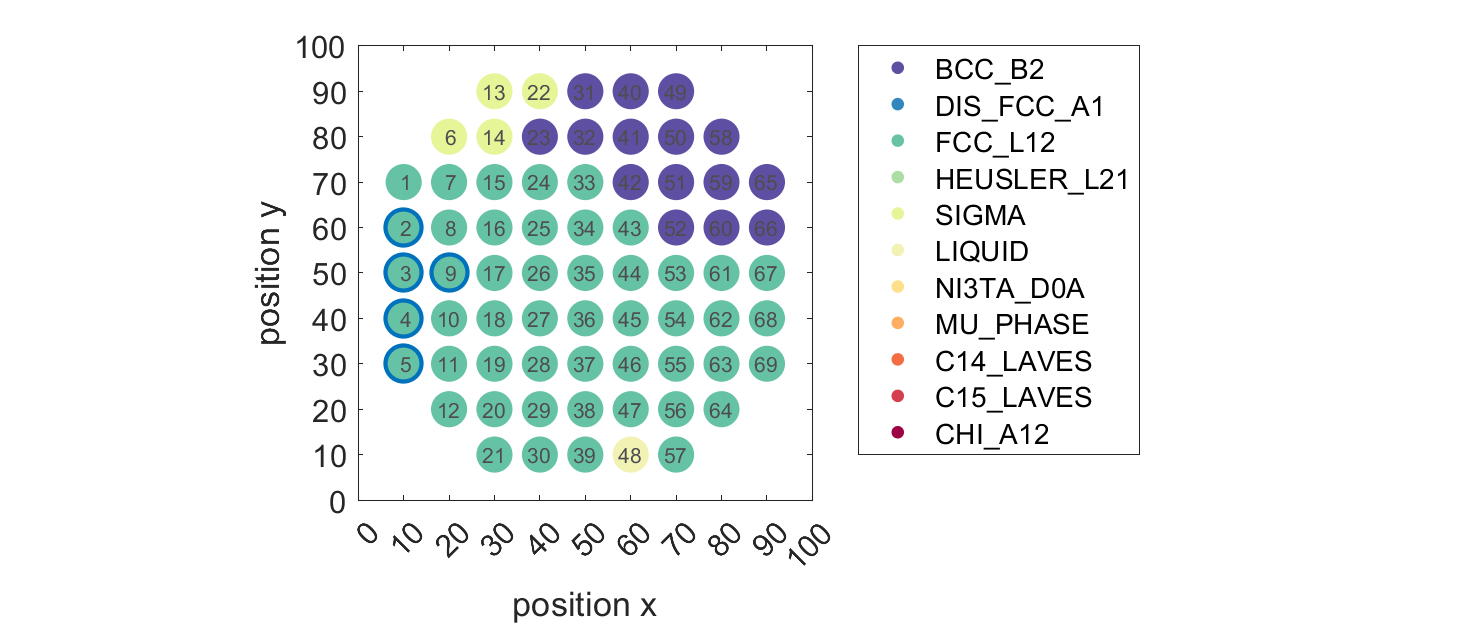 100
90
80
70
60
50
40
30
20
10
0
position y
13 22 31 40 49
6 14 23 32 41 50 58
1 7 15 24 33 42 51 59 65
2 8 16 25 34 43 52 60 66
3 9 17 26 35 44 53 61 67
4 10 18 27 36 45 54 62 68
5 11 19 28 37 46 55 63 69
12 20 29 38 47 56 64
21 30 39 48 57
0 10 20 30 40 50 60 70 80 90 100
position x
BCC_B2
DIS_FCC_A1
FCC_L12
HEUSLER_L21
SIGMA
LIQUID
NI3TA_D0A
MU_PHASE
C14_LAVES
C15_LAVES
CHI_A12